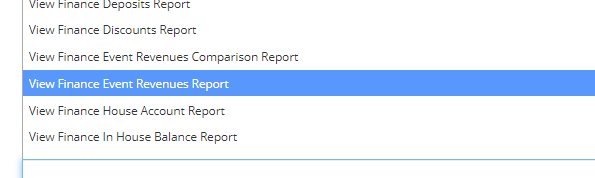 View Finance Deposits Report
View Finance Discounts Report
View Finance Event Revenues Comparison Report
View Finance Event Revenues Report
View Finance House Account Report
View Finance In House Balance Report